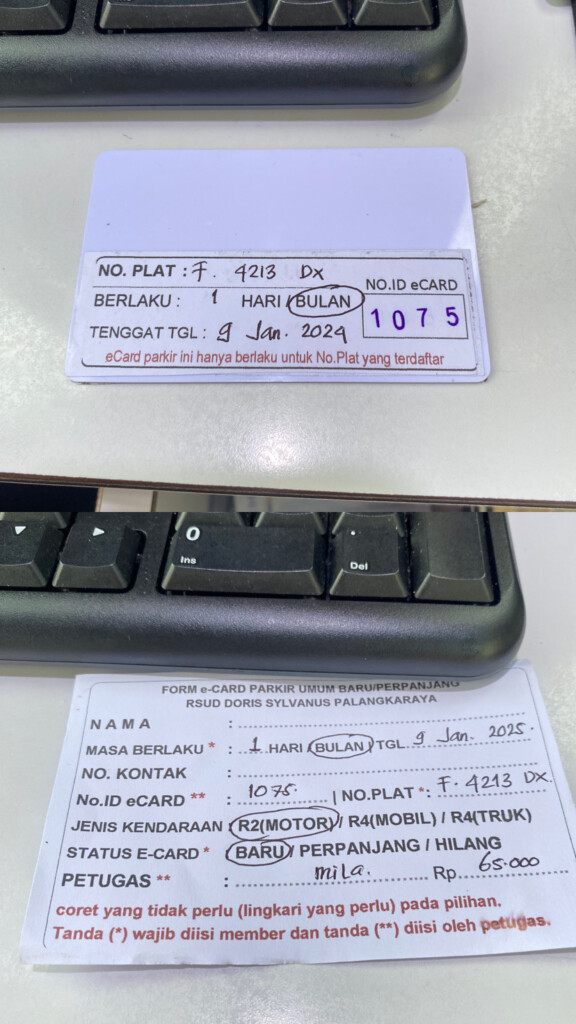 NO. PLAT : F. 4213 DX
NO.ID eCARD
BERLAKU : 1 HARI / BULAN
1075
TENGGAT TGL : 9 Jan. 2024
eCard parkir ini hanya berlaku untuk No.Plat yang terdaftar
0
Ins
.
Del
FORM e-CARD PARKIR UMUM BARU/PERPANJANG
RSUD DORIS SYLVANUS PALANGKARAYA
NAMA :
MASA BERLAKU * : 1 HARI / BULAN / TGL 9 Jan. 2025.
NO. KONTAK :
No.ID eCARD ** : 1075. | NO.PLAT *: F. 4213 DX.
JENIS KENDARAAN : R2(MOTOR) / R4(MOBIL) / R4(TRUK)
STATUS E-CARD * : BARU / PERPANJANG / HILANG
PETUGAS ** : mila. Rp. 65.000
coret yang tidak perlu (lingkari yang perlu) pada pilihan.
Tanda (*) wajib diisi member dan tanda (**) diisi oleh petugas.